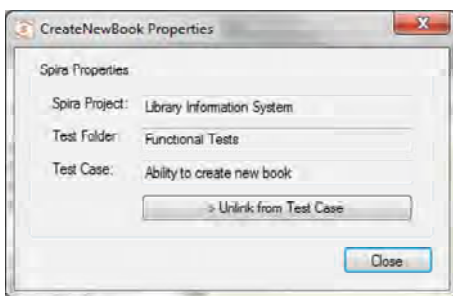 CreateNewBook Properties
Spira Properties
Spira Project: Library Information System
Test Folder: Functional Tests
Test Case: Ability to create new book
> Unlink from Test Case
Close